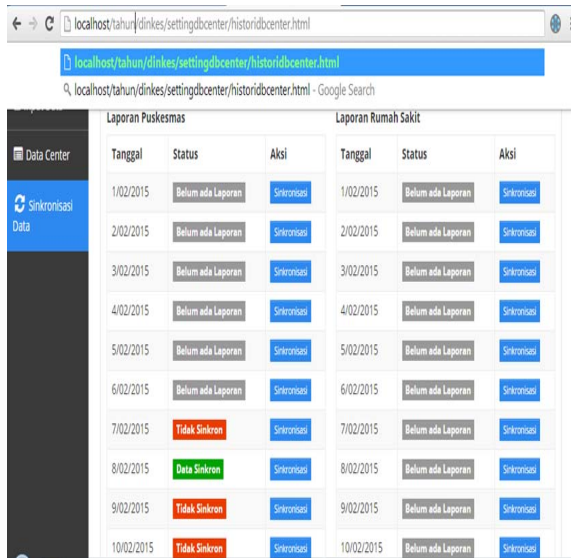 localhost/tahun/dinkes/settingdbcenter/historidbcenter.html
localhost/tahun/dinkes/settingdbcenter/historidbcenter.html
localhost/tahun/dinkes/settingdbcenter/historidbcenter.html - Google Search
Data Center
Sinkronisasi
Data
Laporan Puskesmas
Tanggal Status Aksi
1/02/2015 Belum ada Laporan Sinkronisasi
2/02/2015 Belum ada Laporan Sinkronisasi
3/02/2015 Belum ada Laporan Sinkronisasi
4/02/2015 Belum ada Laporan Sinkronisasi
5/02/2015 Belum ada Laporan Sinkronisasi
6/02/2015 Belum ada Laporan Sinkronisasi
7/02/2015 Tidak Sinkron Sinkronisasi
8/02/2015 Data Sinkron Sinkronisasi
9/02/2015 Tidak Sinkron Sinkronisasi
10/02/2015 Tidak Sinkron Sinkronisasi
Laporan Rumah Sakit
Tanggal Status Aksi
1/02/2015 Belum ada Laporan Sinkronisasi
2/02/2015 Belum ada Laporan Sinkronisasi
3/02/2015 Belum ada Laporan Sinkronisasi
4/02/2015 Belum ada Laporan Sinkronisasi
5/02/2015 Belum ada Laporan Sinkronisasi
6/02/2015 Belum ada Laporan Sinkronisasi
7/02/2015 Belum ada Laporan Sinkronisasi
8/02/2015 Belum ada Laporan Sinkronisasi
9/02/2015 Belum ada Laporan Sinkronisasi
10/02/2015 Belum ada Laporan Sinkronisasi